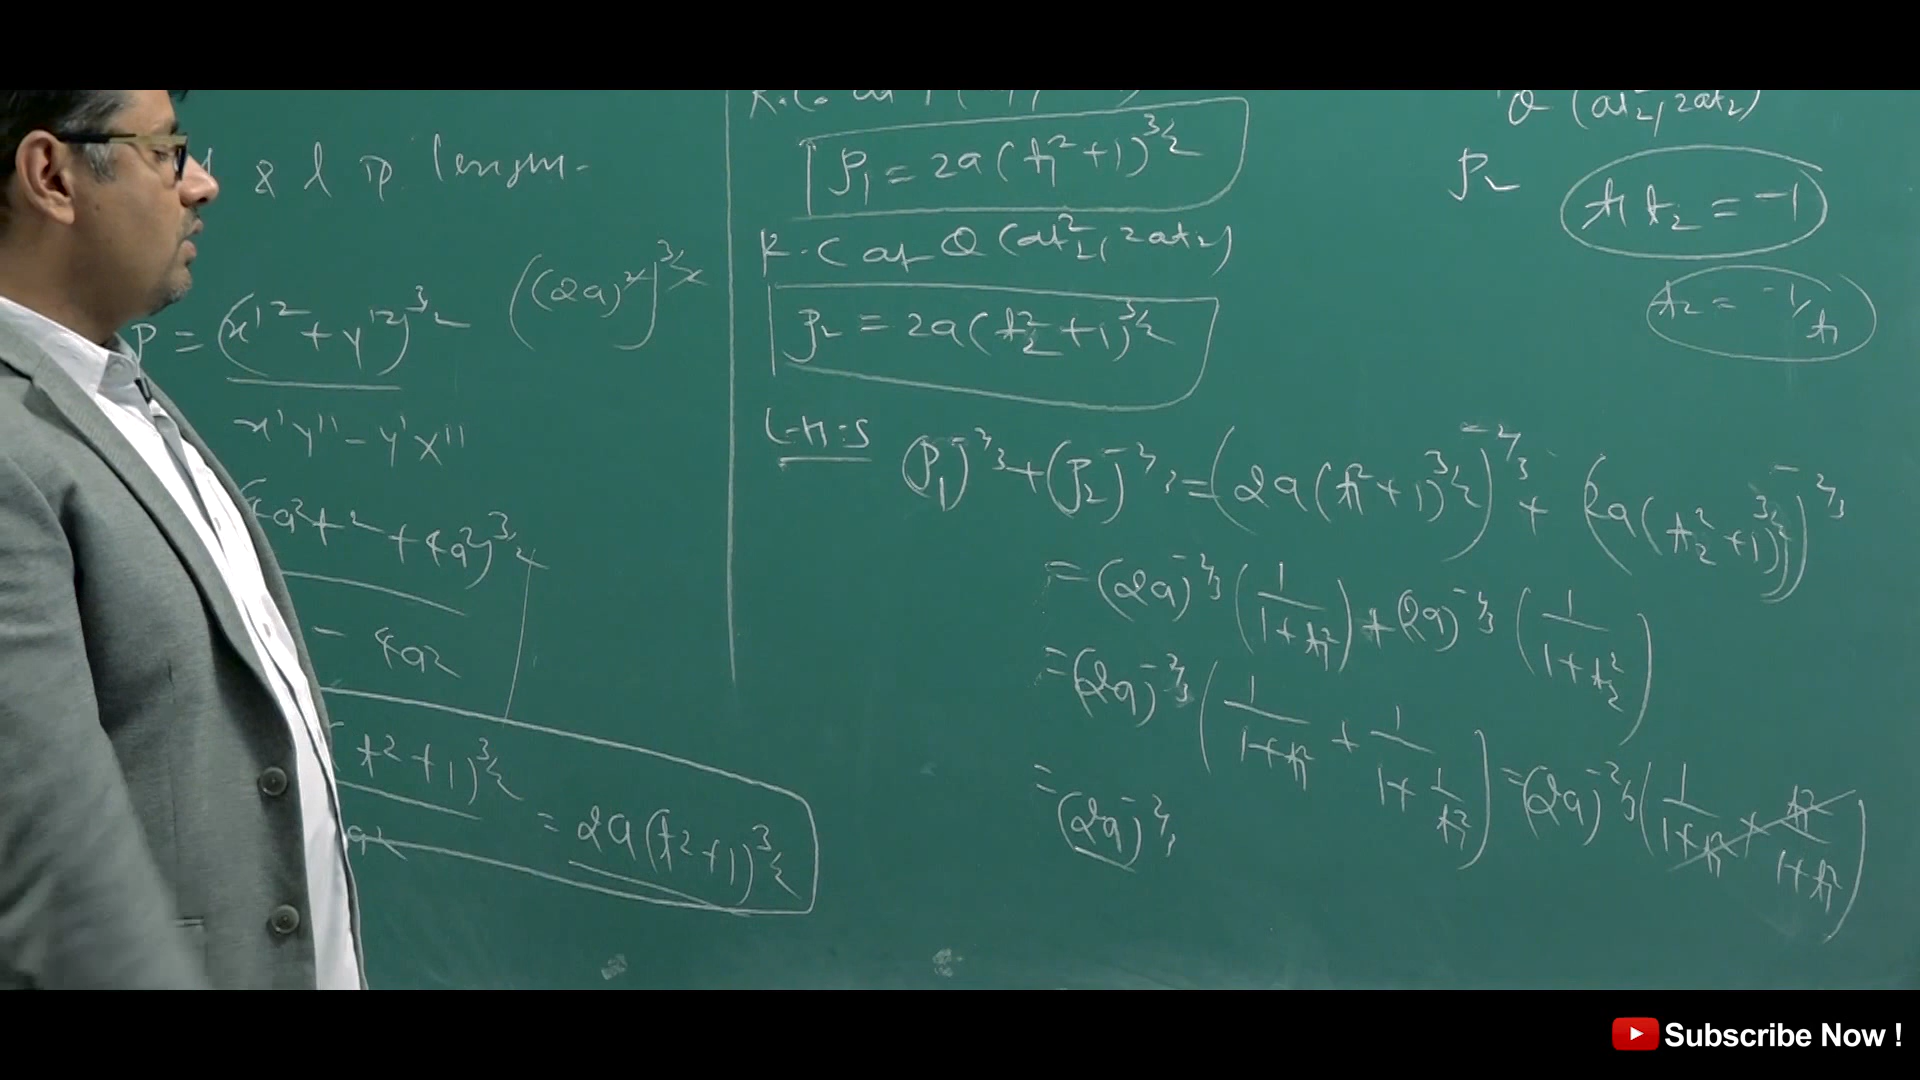 & l r length.
ρ = (x'² + y'²)^3/2 ((2a)²)^3/2
x'y'' - y'x''
4a²t² + 4a²)^3/2
- 4a²
t² + 1)^3/2
= 2a(t² + 1)^3/2
ρ₁ = 2a(t₁² + 1)^3/2
R.C at Q (at₂², 2at₂)
ρ₂ = 2a(t₂² + 1)^3/2
Q (at₂², 2at₂)
ρ₂ t₁ t₂ = -1
t₂ = -1/t₁
L.H.S (ρ₁)^-2/3 + (ρ₂)^-2/3 = (2a(t₁² + 1)^3/2)^-2/3 + (2a(t₂² + 1)^3/2)^-2/3
= (2a)^-2/3 (1/(1+t₁²)) + (2a)^-2/3 (1/(1+t₂²))
= (2a)^-2/3 (1/(1+t₁²) + 1/(1+1/t₁²)) = (2a)^-2/3 (1/(1+t₁²) + t₁²/(1+t₁²))
= (2a)^-2/3
Subscribe Now !